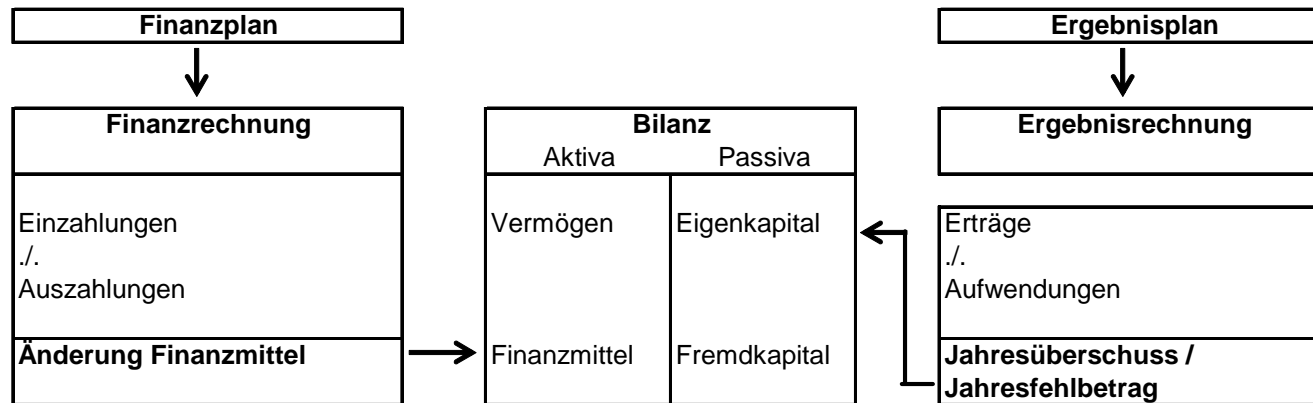 Finanzplan
Ergebnisplan
Finanzrechnung
Bilanz
Aktiva Passiva
Ergebnisrechnung
Einzahlungen
./.
Auszahlungen
Änderung Finanzmittel
Vermögen Eigenkapital
Finanzmittel Fremdkapital
Erträge
./.
Aufwendungen
Jahresüberschuss /
Jahresfehlbetrag